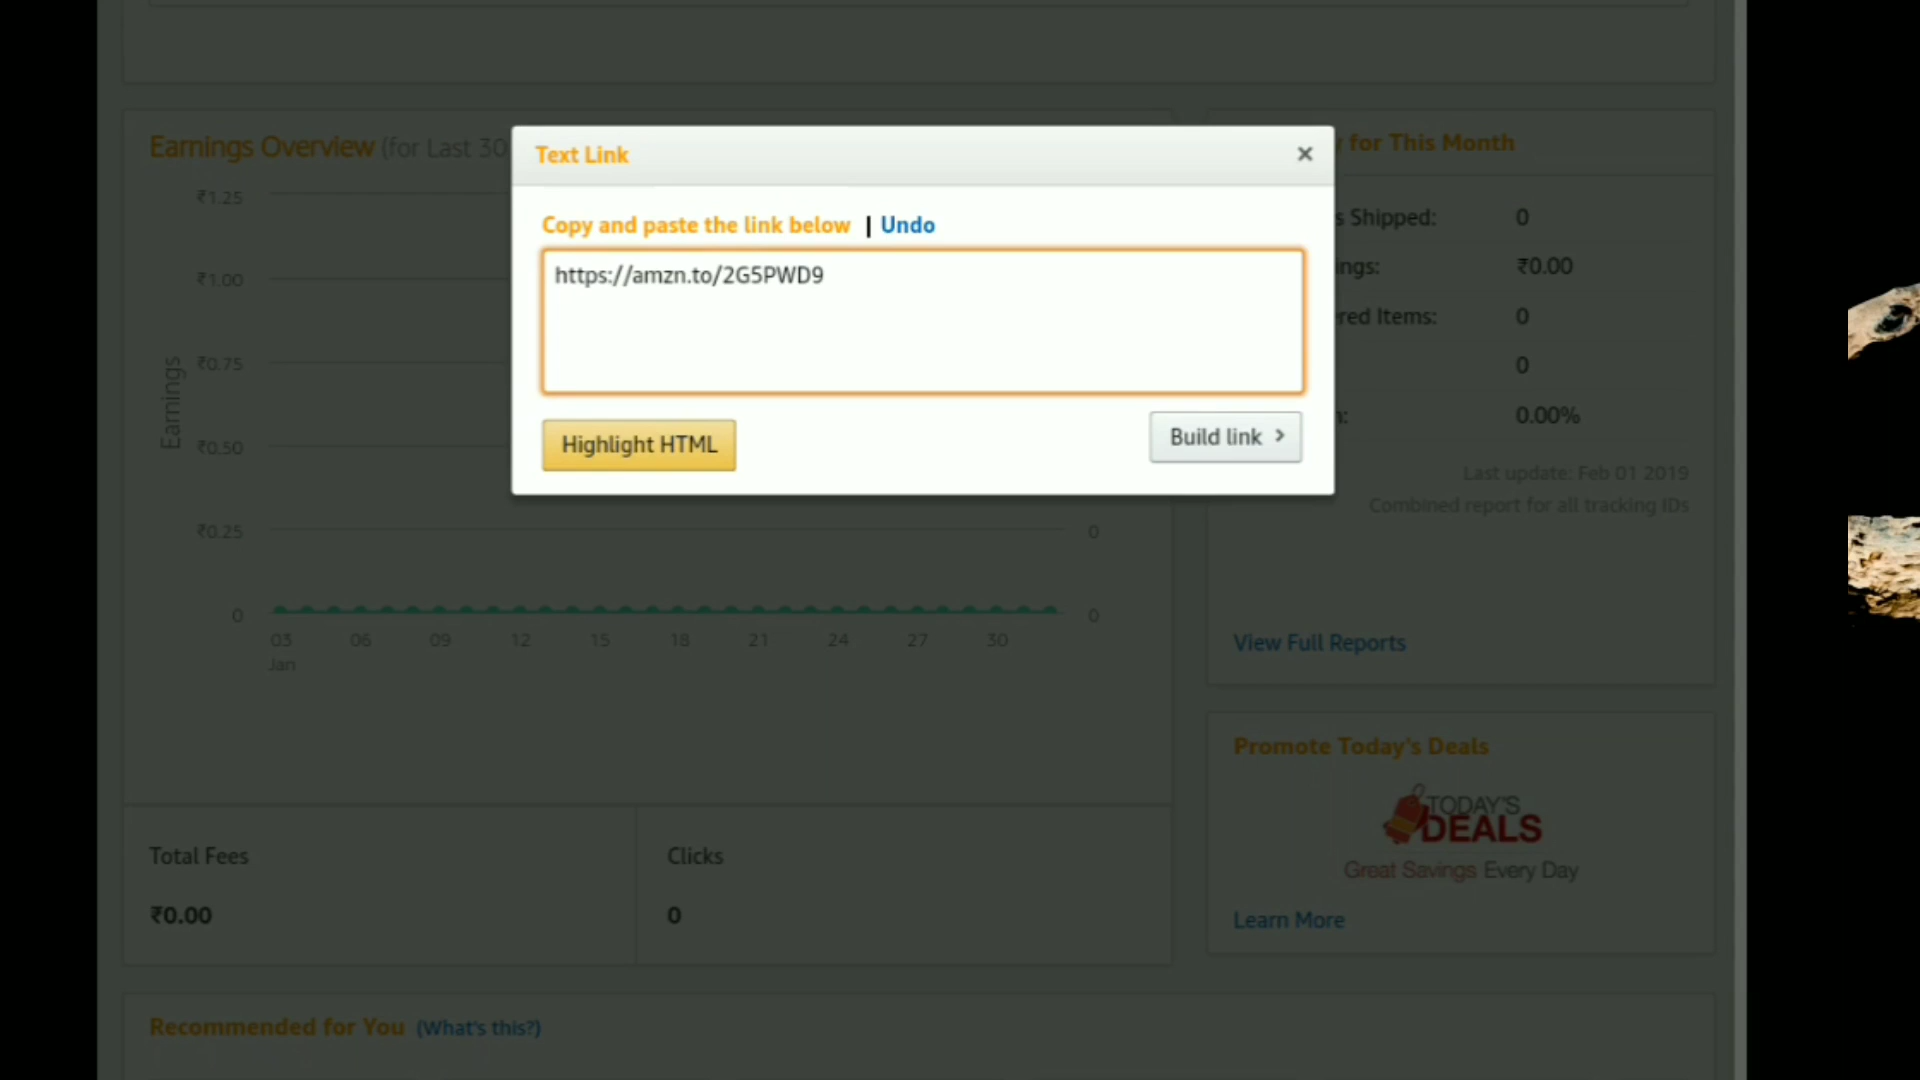 Earnings Overview (for Last 30
₹1.25
₹1.00
₹0.75
₹0.50
₹0.25
0
Earnings
03
06
09
12
15
18
21
24
27
30
Jan
0
0
Text Link
×
Copy and paste the link below | Undo
https://amzn.to/2G5PWD9
Highlight HTML
Build link >
for This Month
s Shipped: 0
ngs: ₹0.00
red Items: 0
0
: 0.00%
Last update: Feb 01 2019
Combined report for all tracking IDs
View Full Reports
Total Fees
₹0.00
Clicks
0
Promote Today's Deals
TODAY'S
DEALS
Great Savings Every Day
Learn More
Recommended for You (What's this?)